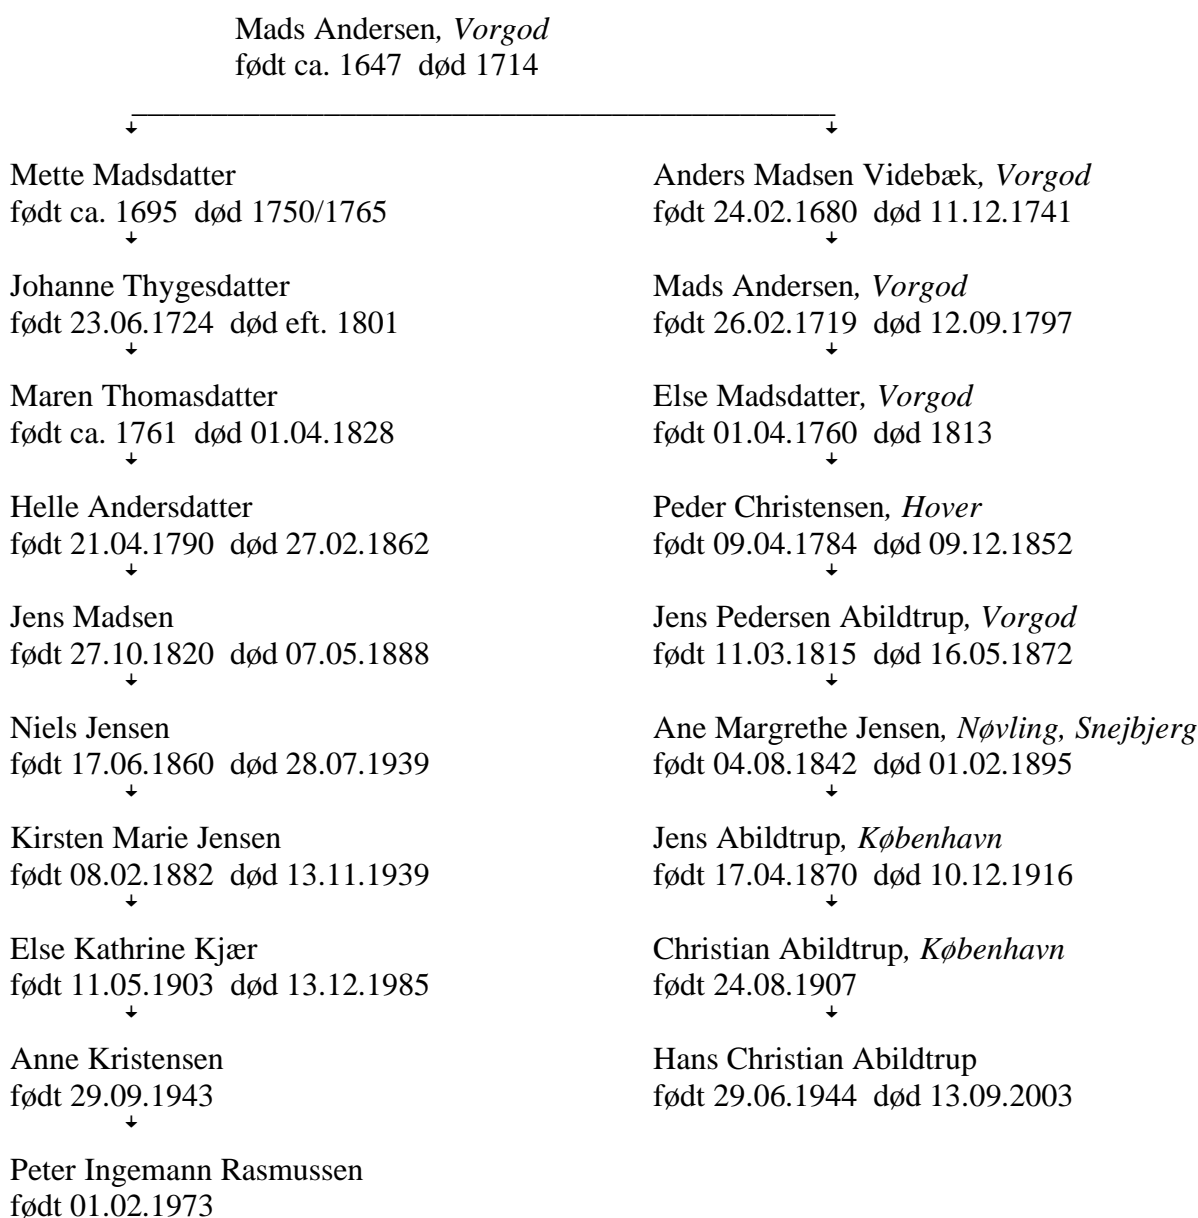 Mads Andersen, Vorgod
født ca. 1647 død 1714
Mette Madsdatter
født ca. 1695 død 1750/1765
Anders Madsen Videbæk, Vorgod
født 24.02.1680 død 11.12.1741
Johanne Thygesdatter
født 23.06.1724 død eft. 1801
Mads Andersen, Vorgod
født 26.02.1719 død 12.09.1797
Maren Thomasdatter
født ca. 1761 død 01.04.1828
Else Madsdatter, Vorgod
født 01.04.1760 død 1813
Helle Andersdatter
født 21.04.1790 død 27.02.1862
Peder Christensen, Hover
født 09.04.1784 død 09.12.1852
Jens Madsen
født 27.10.1820 død 07.05.1888
Jens Pedersen Abildtrup, Vorgod
født 11.03.1815 død 16.05.1872
Niels Jensen
født 17.06.1860 død 28.07.1939
Ane Margrethe Jensen, Nøvling, Snejbjerg
født 04.08.1842 død 01.02.1895
Kirsten Marie Jensen
født 08.02.1882 død 13.11.1939
Jens Abildtrup, København
født 17.04.1870 død 10.12.1916
Else Kathrine Kjær
født 11.05.1903 død 13.12.1985
Christian Abildtrup, København
født 24.08.1907
Anne Kristensen
født 29.09.1943
Hans Christian Abildtrup
født 29.06.1944 død 13.09.2003
Peter Ingemann Rasmussen
født 01.02.1973